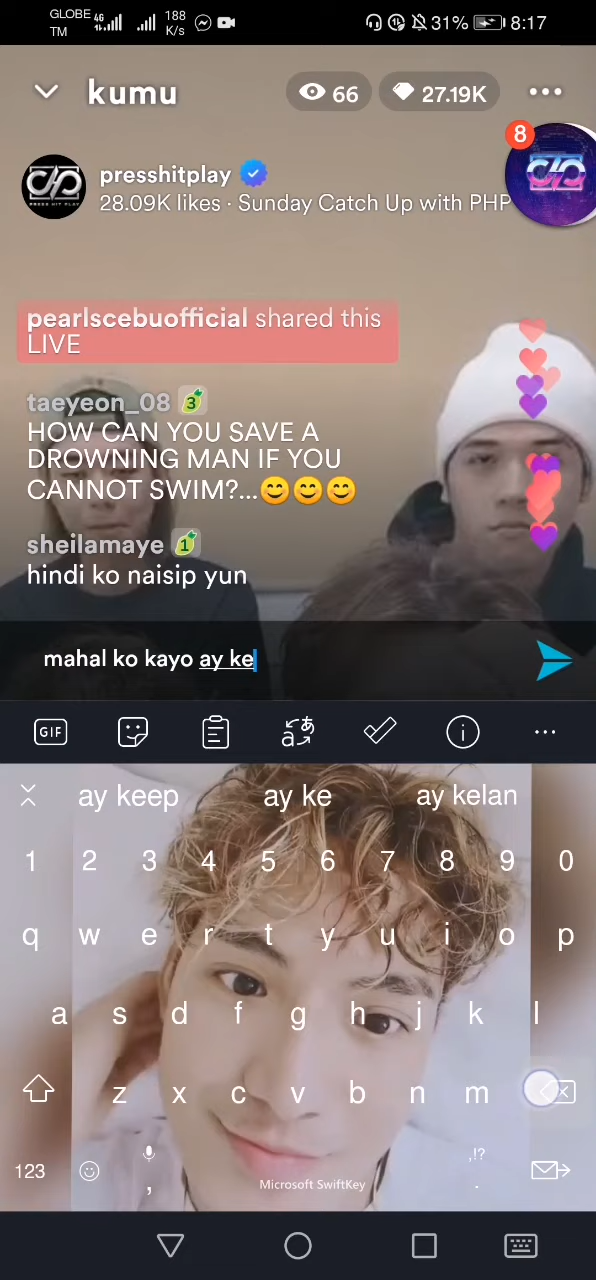 GLOBE 4G 188 31% 8:17
TM K/s
kumu 66 27.19K
8
presshitplay
28.09K likes · Sunday Catch Up with PHP
pearlscebuofficial shared this
LIVE
taeyeon_08 3
HOW CAN YOU SAVE A
DROWNING MAN IF YOU
CANNOT SWIM?...😊😊😊
sheilamaye 1
hindi ko naisip yun
mahal ko kayo ay ke
GIF aあ
ay keep ay ke ay kelan
1 2 3 4 5 6 7 8 9 0
q w e r t y u i o p
a s d f g h j k l
z x c v b n m
123 , Microsoft SwiftKey ,!? .